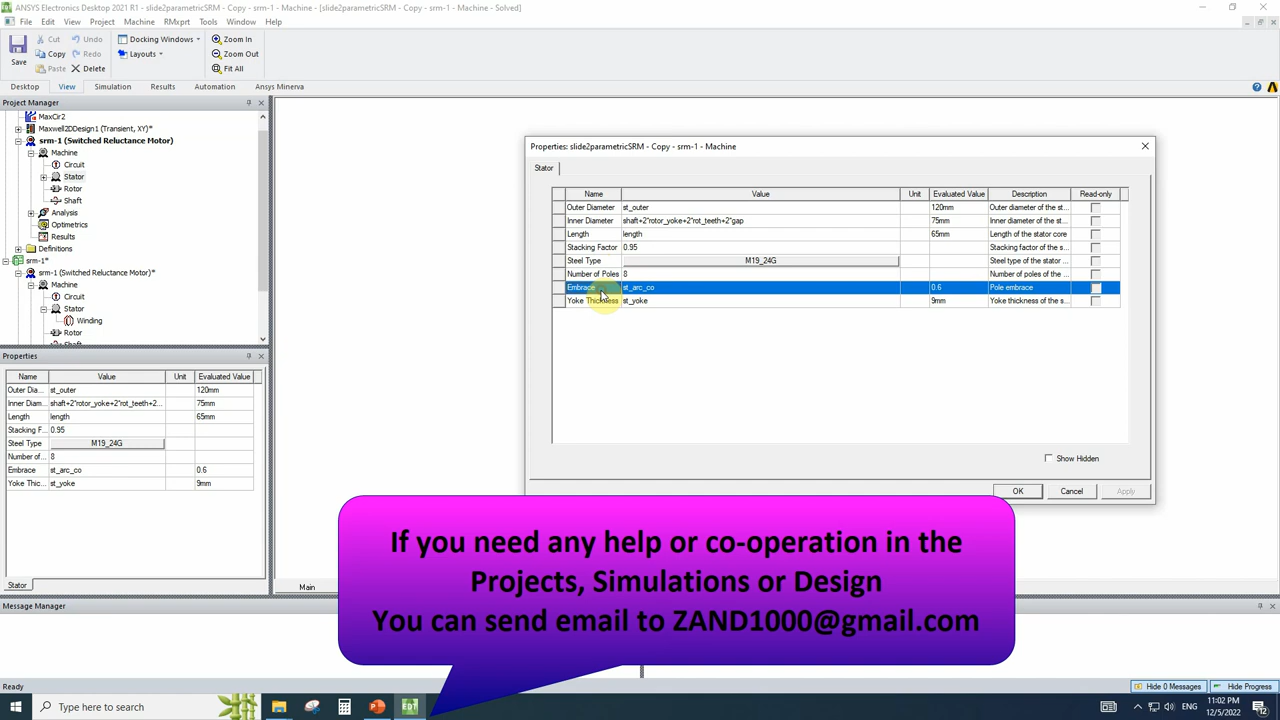 ANSYS Electronics Desktop 2021 R1 - slide2parametricSRM - Copy - srm-1 - Machine - [slide2parametricSRM - Copy - srm-1 - Machine - Solved]
File Edit View Project Machine RMxprt Tools Window Help
Save
Cut Undo
Copy Redo
Paste Delete
Docking Windows
Layouts
Zoom In
Zoom Out
Fit All
Desktop View Simulation Results Automation Ansys Minerva
Project Manager
MaxCir2
Maxwell2DDesign1 (Transient, XY)*
srm-1 (Switched Reluctance Motor)
Machine
Circuit
Stator
Rotor
Shaft
Analysis
Optimetrics
Results
Definitions
srm-1*
srm-1 (Switched Reluctance Motor)*
Machine
Circuit
Stator
Winding
Rotor
Properties
Name Value Unit Evaluated Value
Outer Dia... st_outer 120mm
Inner Diam... shaft+2*rotor_yoke+2*rot_teeth+2... 75mm
Length length 65mm
Stacking F... 0.95
Steel Type M19_24G
Number of... 8
Embrace st_arc_co 0.6
Yoke Thic... st_yoke 9mm
Stator
Properties: slide2parametricSRM - Copy - srm-1 - Machine
Stator
Name Value Unit Evaluated Value Description Read-only
Outer Diameter st_outer 120mm Outer diameter of the st...
Inner Diameter shaft+2*rotor_yoke+2*rot_teeth+2*gap 75mm Inner diameter of the st...
Length length 65mm Length of the stator core
Stacking Factor 0.95 Stacking factor of the s...
Steel Type M19_24G Steel type of the stator ...
Number of Poles 8 Number of poles of the ...
Embrace st_arc_co 0.6 Pole embrace
Yoke Thickness st_yoke 9mm Yoke thickness of the s...
Show Hidden
OK Cancel Apply
Main
Message Manager
If you need any help or co-operation in the
Projects, Simulations or Design
You can send email to ZAND1000@gmail.com
Ready
Hide 0 Messages Hide Progress
Type here to search
ENG
11:02 PM
12/5/2022
12